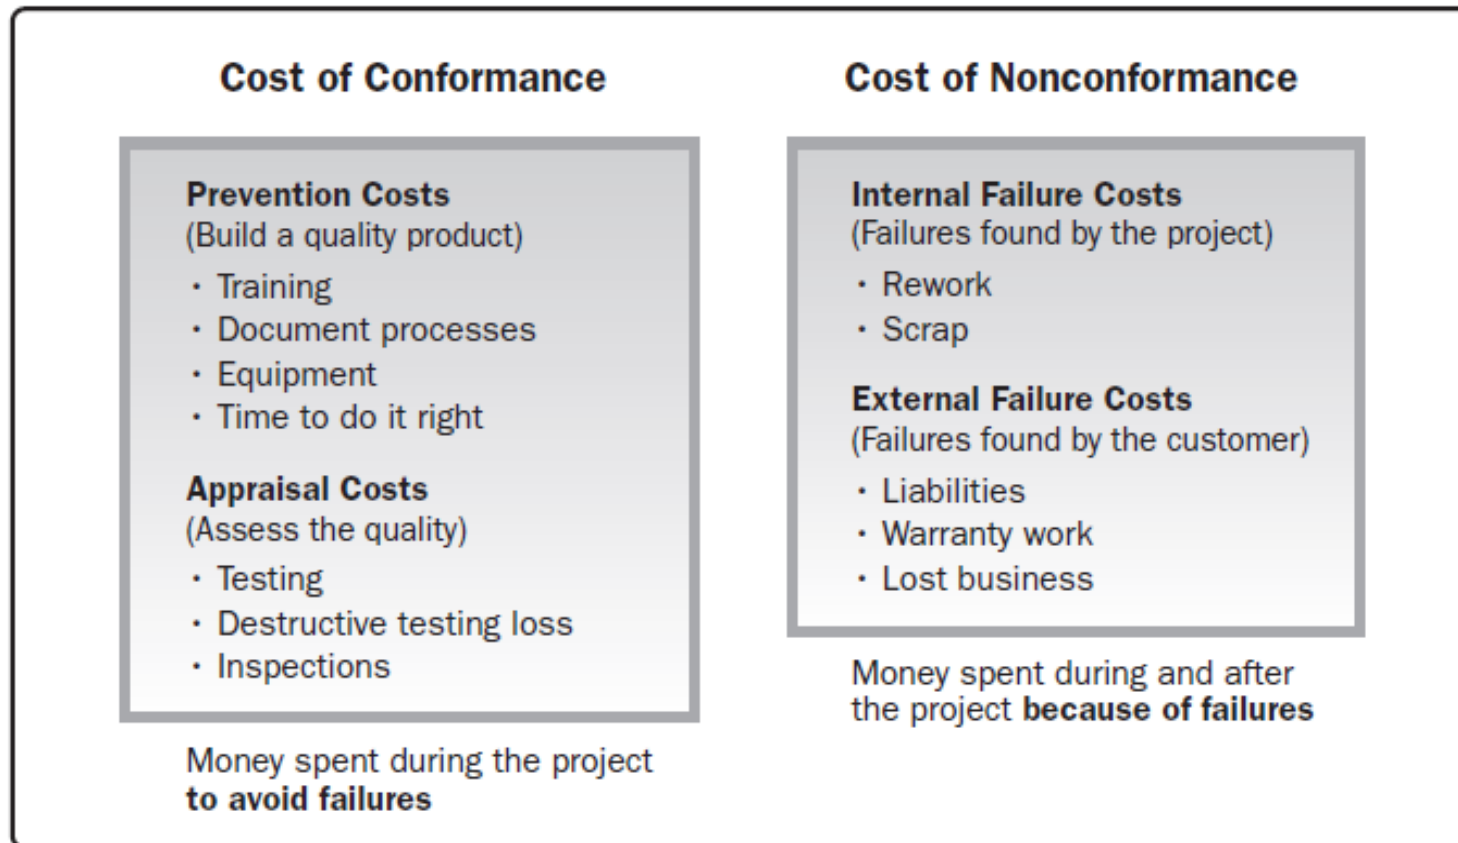 Cost of Conformance
Prevention Costs
(Build a quality product)
· Training
· Document processes
· Equipment
· Time to do it right
Appraisal Costs
(Assess the quality)
· Testing
· Destructive testing loss
· Inspections
Money spent during the project
to avoid failures
Cost of Nonconformance
Internal Failure Costs
(Failures found by the project)
· Rework
· Scrap
External Failure Costs
(Failures found by the customer)
· Liabilities
· Warranty work
· Lost business
Money spent during and after
the project because of failures